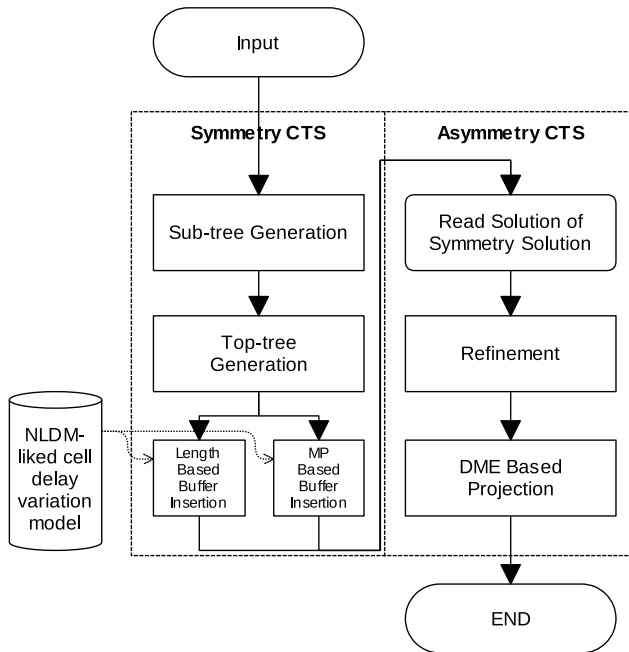 Input
Symmetry CTS
Sub-tree Generation
Top-tree
Generation
NLDM-
liked cell
delay
variation
model
Length
Based
Buffer
Insertion
MP
Based
Buffer
Insertion
Asymmetry CTS
Read Solution of
Symmetry Solution
Refinement
DME Based
Projection
END